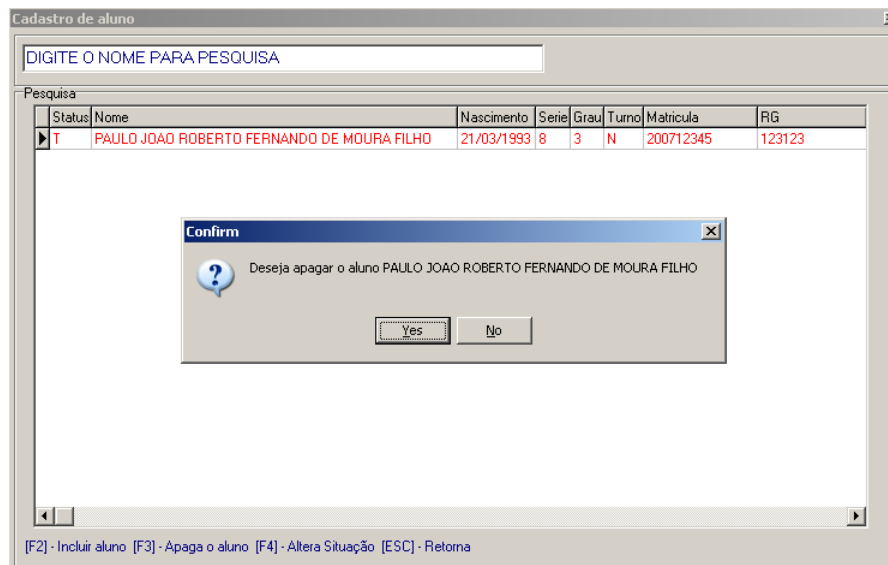 Cadastro de aluno
DIGITE O NOME PARA PESQUISA
Pesquisa
Status Nome Nascimento Serie Grau Turno Matricula RG
T PAULO JOAO ROBERTO FERNANDO DE MOURA FILHO 21/03/1993 8 3 N 200712345 123123
Confirm
Deseja apagar o aluno PAULO JOAO ROBERTO FERNANDO DE MOURA FILHO
Yes No
[F2] - Incluir aluno [F3] - Apaga o aluno [F4] - Altera Situação [ESC] - Retorna